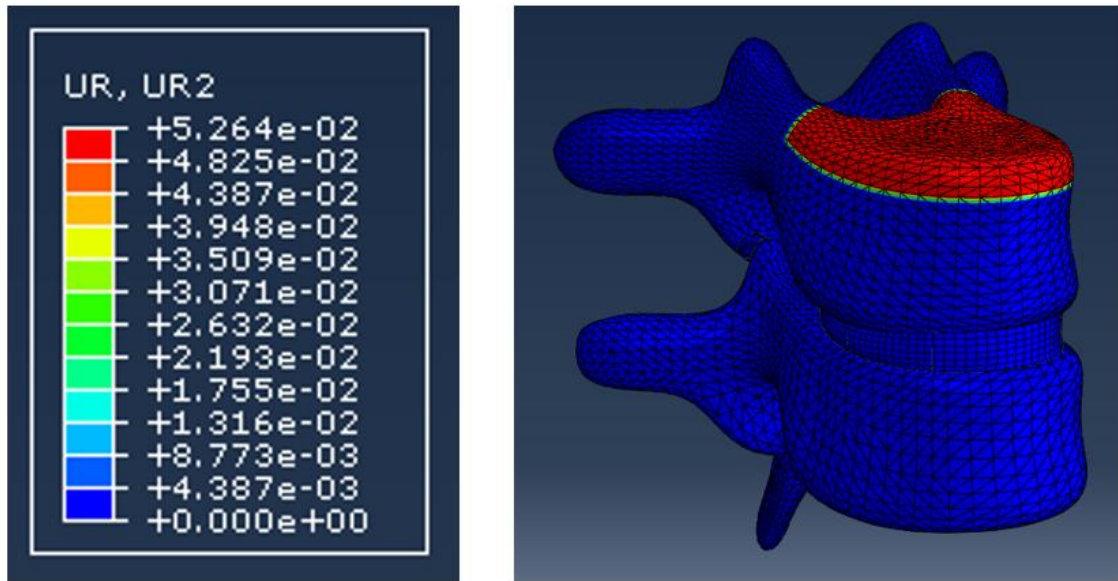 UR, UR2
+5.264e-02
+4.825e-02
+4.387e-02
+3.948e-02
+3.509e-02
+3.071e-02
+2.632e-02
+2.193e-02
+1.755e-02
+1.316e-02
+8.773e-03
+4.387e-03
+0.000e+00